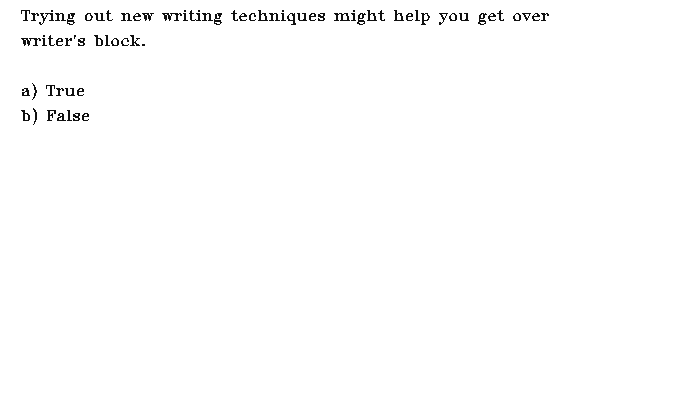 Trying out new writing techniques might help you get over
writer's block.
a) True
b) False